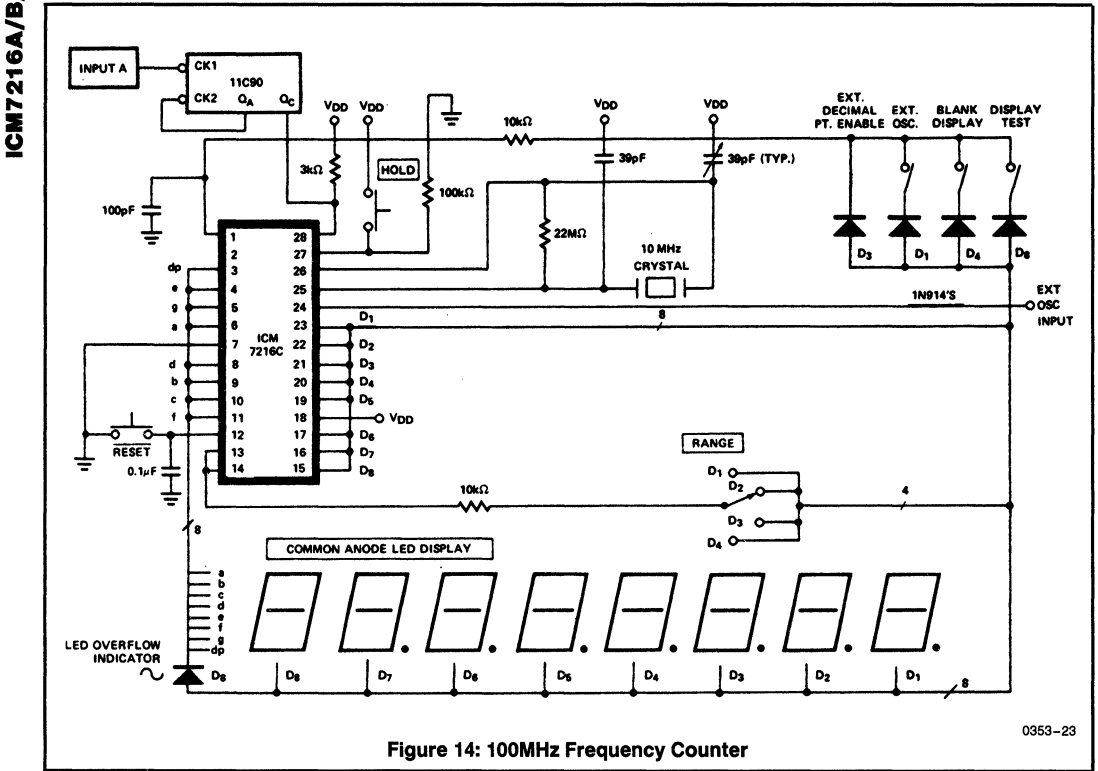 ICM7216A/B
INPUT A
CK1
11C90
CK2
QA
QC
VDD
VDD
VDD
VDD
EXT. DECIMAL PT. ENABLE
EXT. OSC.
BLANK DISPLAY
DISPLAY TEST
10kΩ
3kΩ
HOLD
100kΩ
39pF
39pF (TYP.)
100pF
22MΩ
10 MHz
CRYSTAL
D3
D1
D4
D8
1N914'S
EXT
OSC
INPUT
1 28
2 27
dp 3 26
e 4 25
g 5 24
a 6 23 D1
8
ICM
7216C
7 22 D2
d 8 21 D3
b 9 20 D4
c 10 19 D5
f 11 18 VDD
12 17 D6
13 16 D7
14 15 D8
RESET
0.1µF
RANGE
D1
D2
D3
D4
4
10kΩ
8
COMMON ANODE LED DISPLAY
a
b
c
d
e
f
g
dp
LED OVERFLOW
INDICATOR
D8 D8 D7 D6 D5 D4 D3 D2 D1
8
0353–23
Figure 14: 100MHz Frequency Counter